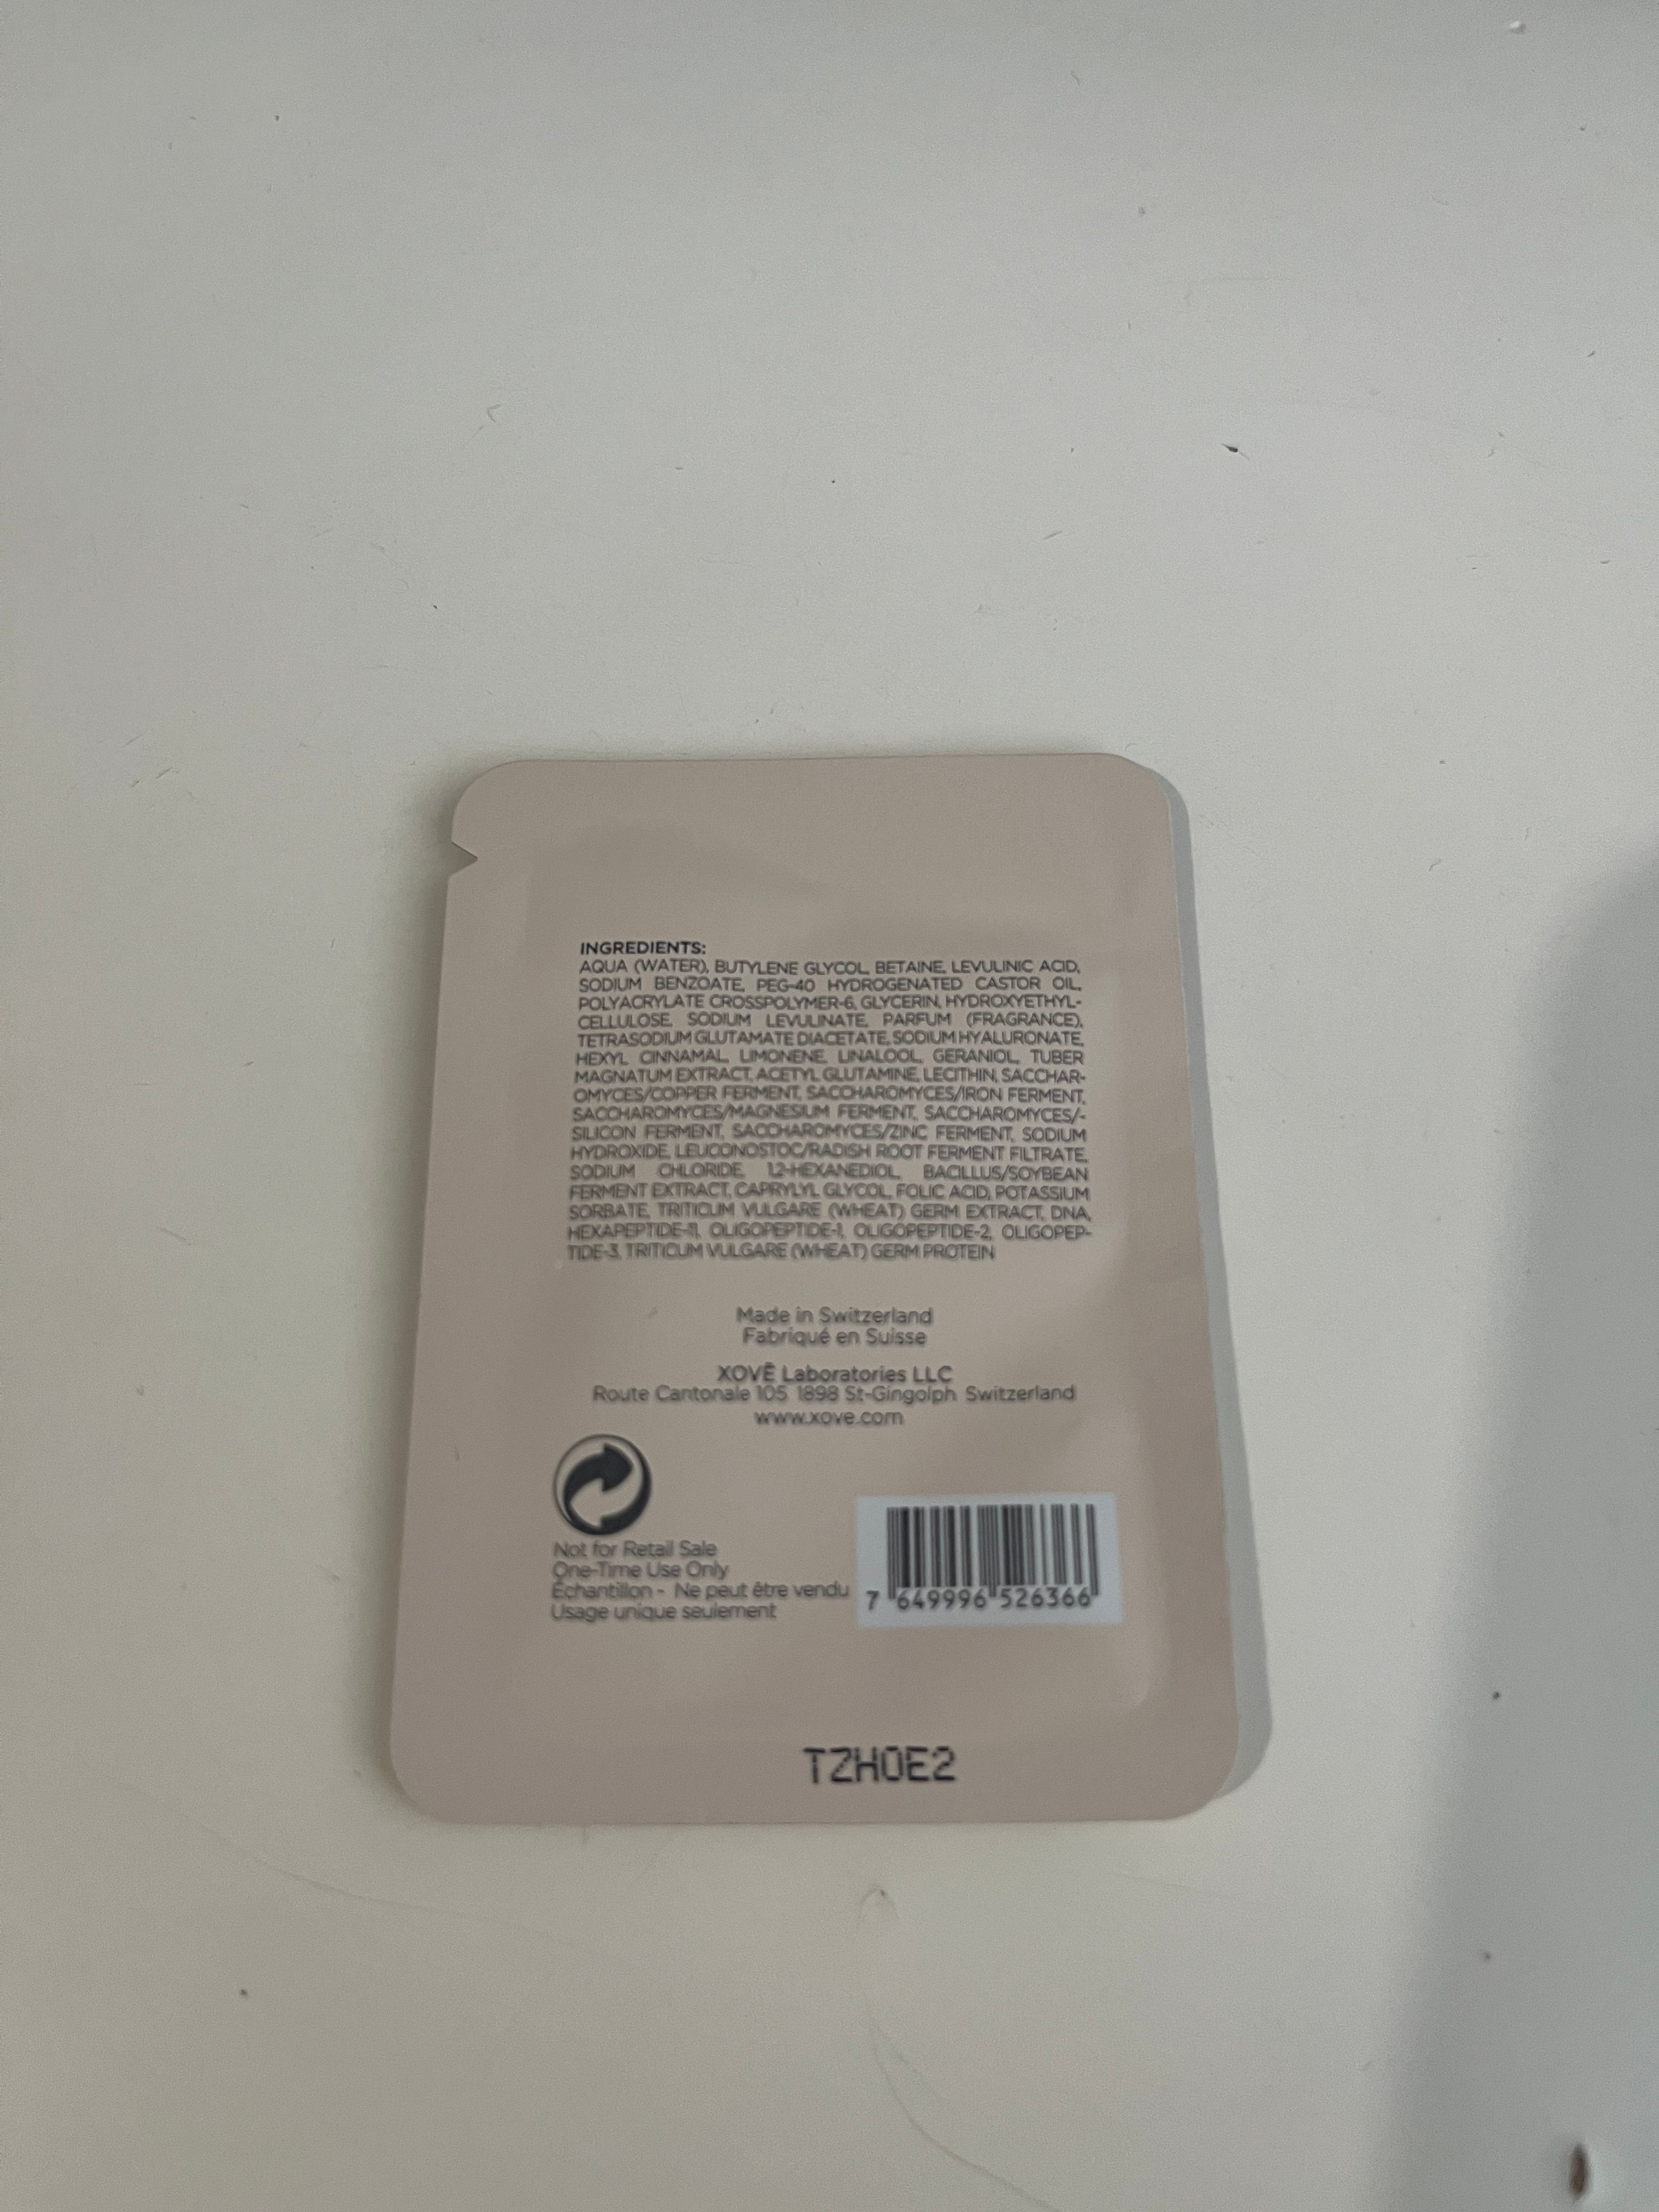 INGREDIENTS:
AQUA (WATER), BUTYLENE GLYCOL, BETAINE, LEVULINIC ACID,
SODIUM BENZOATE, PEG-40 HYDROGENATED CASTOR OIL,
POLYACRYLATE CROSSPOLYMER-6, GLYCERIN, HYDROXYETHYL-
CELLULOSE, SODIUM LEVULINATE, PARFUM (FRAGRANCE),
TETRASODIUM GLUTAMATE DIACETATE, SODIUM HYALURONATE,
HEXYL CINNAMAL, LIMONENE, LINALOOL, GERANIOL, TUBER
MAGNATUM EXTRACT, ACETYL GLUTAMINE, LECITHIN, SACCHAR-
OMYCES/COPPER FERMENT, SACCHAROMYCES/IRON FERMENT,
SACCHAROMYCES/MAGNESIUM FERMENT, SACCHAROMYCES/-
SILICON FERMENT, SACCHAROMYCES/ZINC FERMENT, SODIUM
HYDROXIDE, LEUCONOSTOC/RADISH ROOT FERMENT FILTRATE,
SODIUM CHLORIDE, 1,2-HEXANEDIOL, BACILLUS/SOYBEAN
FERMENT EXTRACT, CAPRYLYL GLYCOL, FOLIC ACID, POTASSIUM
SORBATE, TRITICUM VULGARE (WHEAT) GERM EXTRACT, DNA,
HEXAPEPTIDE-11, OLIGOPEPTIDE-1, OLIGOPEPTIDE-2, OLIGOPEP-
TIDE-3, TRITICUM VULGARE (WHEAT) GERM PROTEIN
Made in Switzerland
Fabriqué en Suisse
XOVĒ Laboratories LLC
Route Cantonale 105 1898 St-Gingolph Switzerland
www.xove.com
Not for Retail Sale
One-Time Use Only
Échantillon - Ne peut être vendu
Usage unique seulement
7 649996 526366
TZH0E2